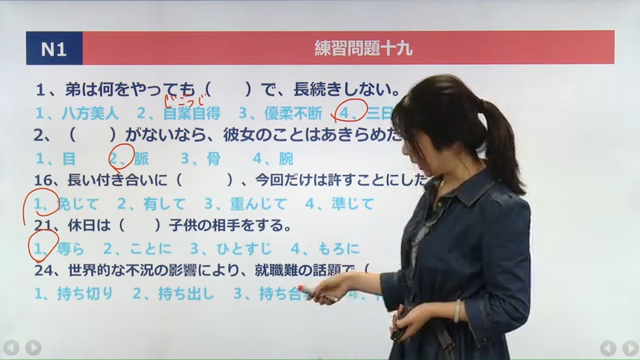 N1
練習問題十九
1、弟は何をやっても（　　）で、長続きしない。
じごうじ
1、八方美人　2、自業自得　3、優柔不断　4、三日
2、（　　）がないなら、彼女のことはあきらめた
1、目　2、脈　3、骨　4、腕
16、長い付き合いに（　　）、今回だけは許すことにした
1、免じて　2、有して　3、重んじて　4、準じて
21、休日は（　　）子供の相手をする。
1、専ら　2、ことに　3、ひとすじ　4、もろに
24、世界的な不況の影響により、就職難の話題で（
1、持ち切り　2、持ち出し　3、持ち合　4、